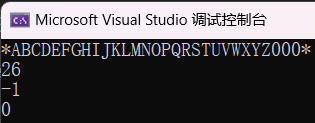 Microsoft Visual Studio 调试控制台
*ABCDEFGHIJKLMNOPQRSTUVWXYZ000*
26
-1
0